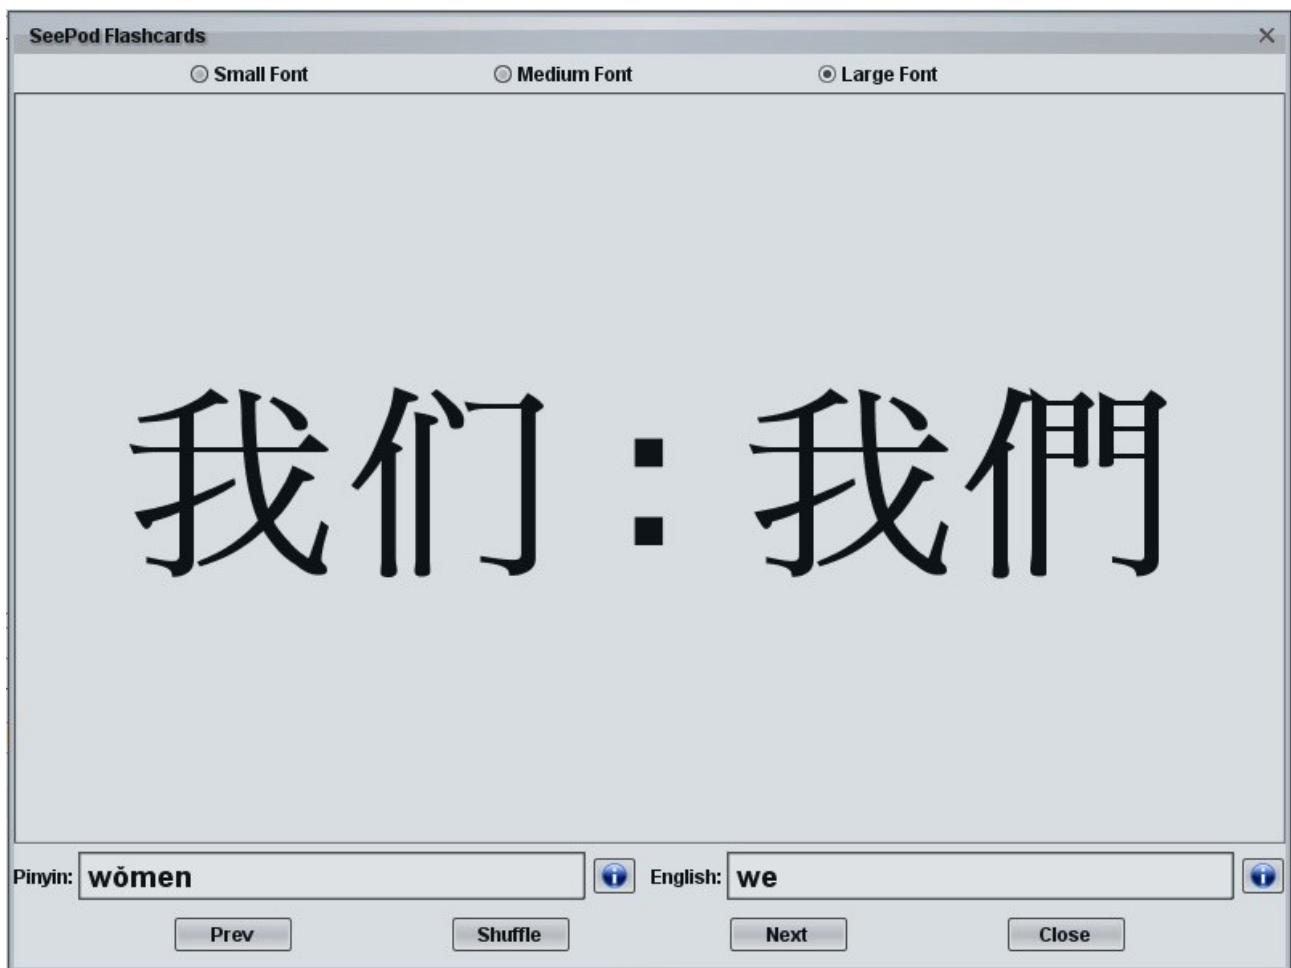 SeePod Flashcards
Small Font Medium Font Large Font
我们：我們
Pinyin: wǒmen English: we
Prev Shuffle Next Close